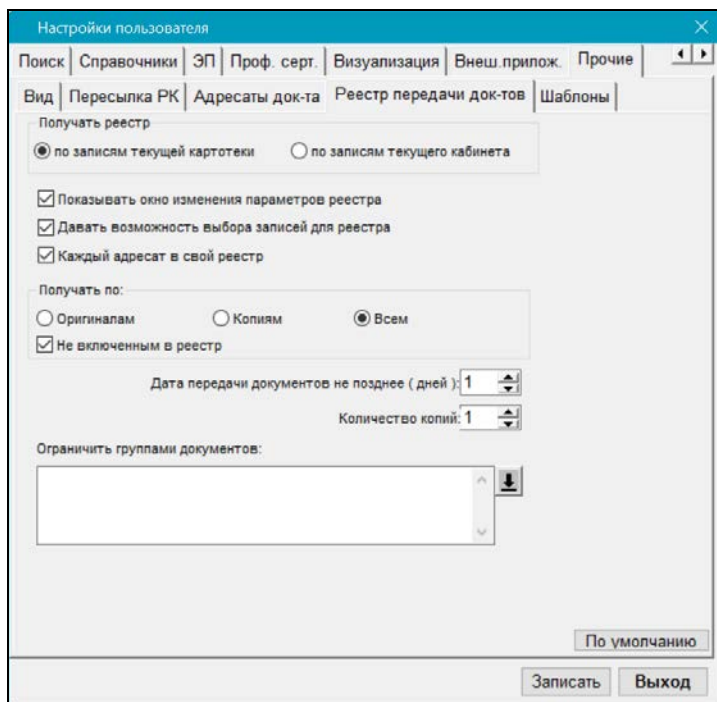 Настройки пользователя
Поиск Справочники ЭП Проф. серт. Визуализация Внеш.прилож. Прочие
Вид Пересылка РК Адресаты док-та Реестр передачи док-тов Шаблоны
Получать реестр
по записям текущей картотеки по записям текущего кабинета
Показывать окно изменения параметров реестра
Давать возможность выбора записей для реестра
Каждый адресат в свой реестр
Получать по:
Оригиналам Копиям Всем
Не включенным в реестр
Дата передачи документов не позднее ( дней ): 1
Количество копий: 1
Ограничить группами документов:
По умолчанию
Записать Выход